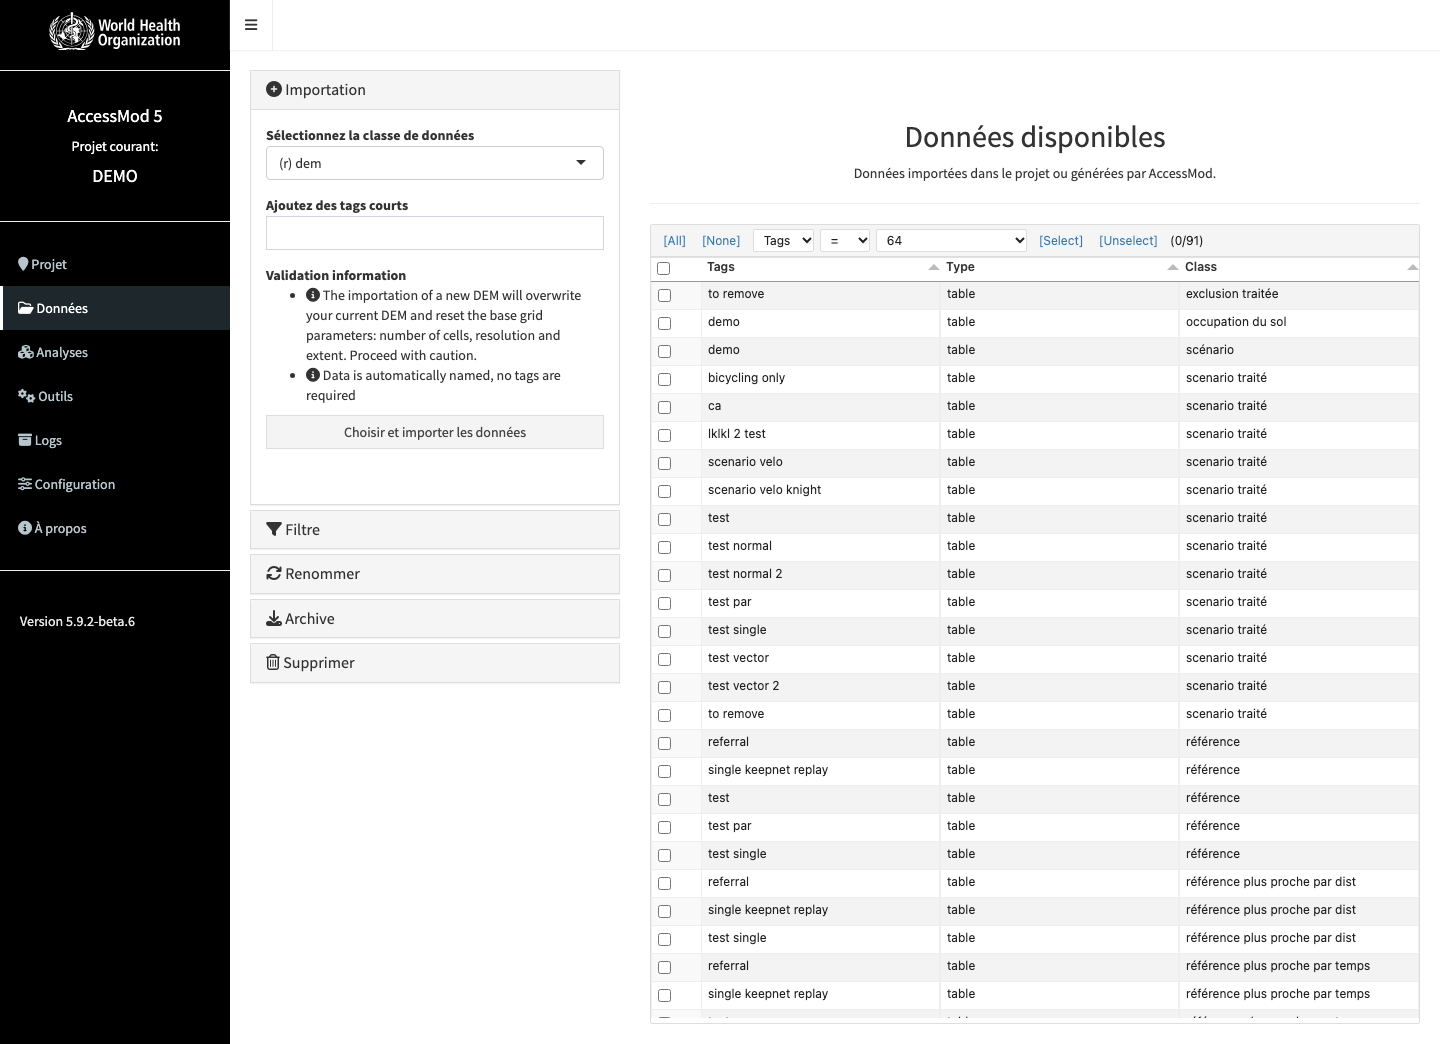 World Health
Organization
AccessMod 5
Projet courant:
DEMO
Projet
Données
Analyses
Outils
Logs
Configuration
À propos
Version 5.9.2-beta.6
Importation
Sélectionnez la classe de données
(r) dem
Ajoutez des tags courts
Validation information
The importation of a new DEM will overwrite
your current DEM and reset the base grid
parameters: number of cells, resolution and
extent. Proceed with caution.
Data is automatically named, no tags are
required
Choisir et importer les données
Filtre
Renommer
Archive
Supprimer
Données disponibles
Données importées dans le projet ou générées par AccessMod.
[All] [None] Tags = 64 [Select] [Unselect] (0/91)
Tags Type Class
to remove table exclusion traitée
demo table occupation du sol
demo table scénario
bicycling only table scenario traité
ca table scenario traité
lklkl 2 test table scenario traité
scenario velo table scenario traité
scenario velo knight table scenario traité
test table scenario traité
test normal table scenario traité
test normal 2 table scenario traité
test par table scenario traité
test single table scenario traité
test vector table scenario traité
test vector 2 table scenario traité
to remove table scenario traité
referral table référence
single keepnet replay table référence
test table référence
test par table référence
test single table référence
referral table référence plus proche par dist
single keepnet replay table référence plus proche par dist
test single table référence plus proche par dist
referral table référence plus proche par temps
single keepnet replay table référence plus proche par temps